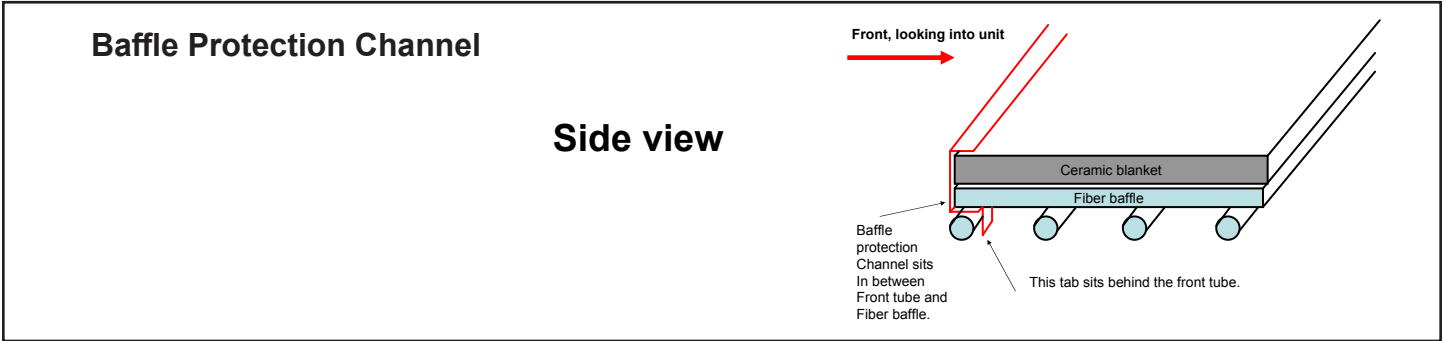 Baffle Protection Channel
Side view
Front, looking into unit
Ceramic blanket
Fiber baffle
Baffle
protection
Channel sits
In between
Front tube and
Fiber baffle.
This tab sits behind the front tube.